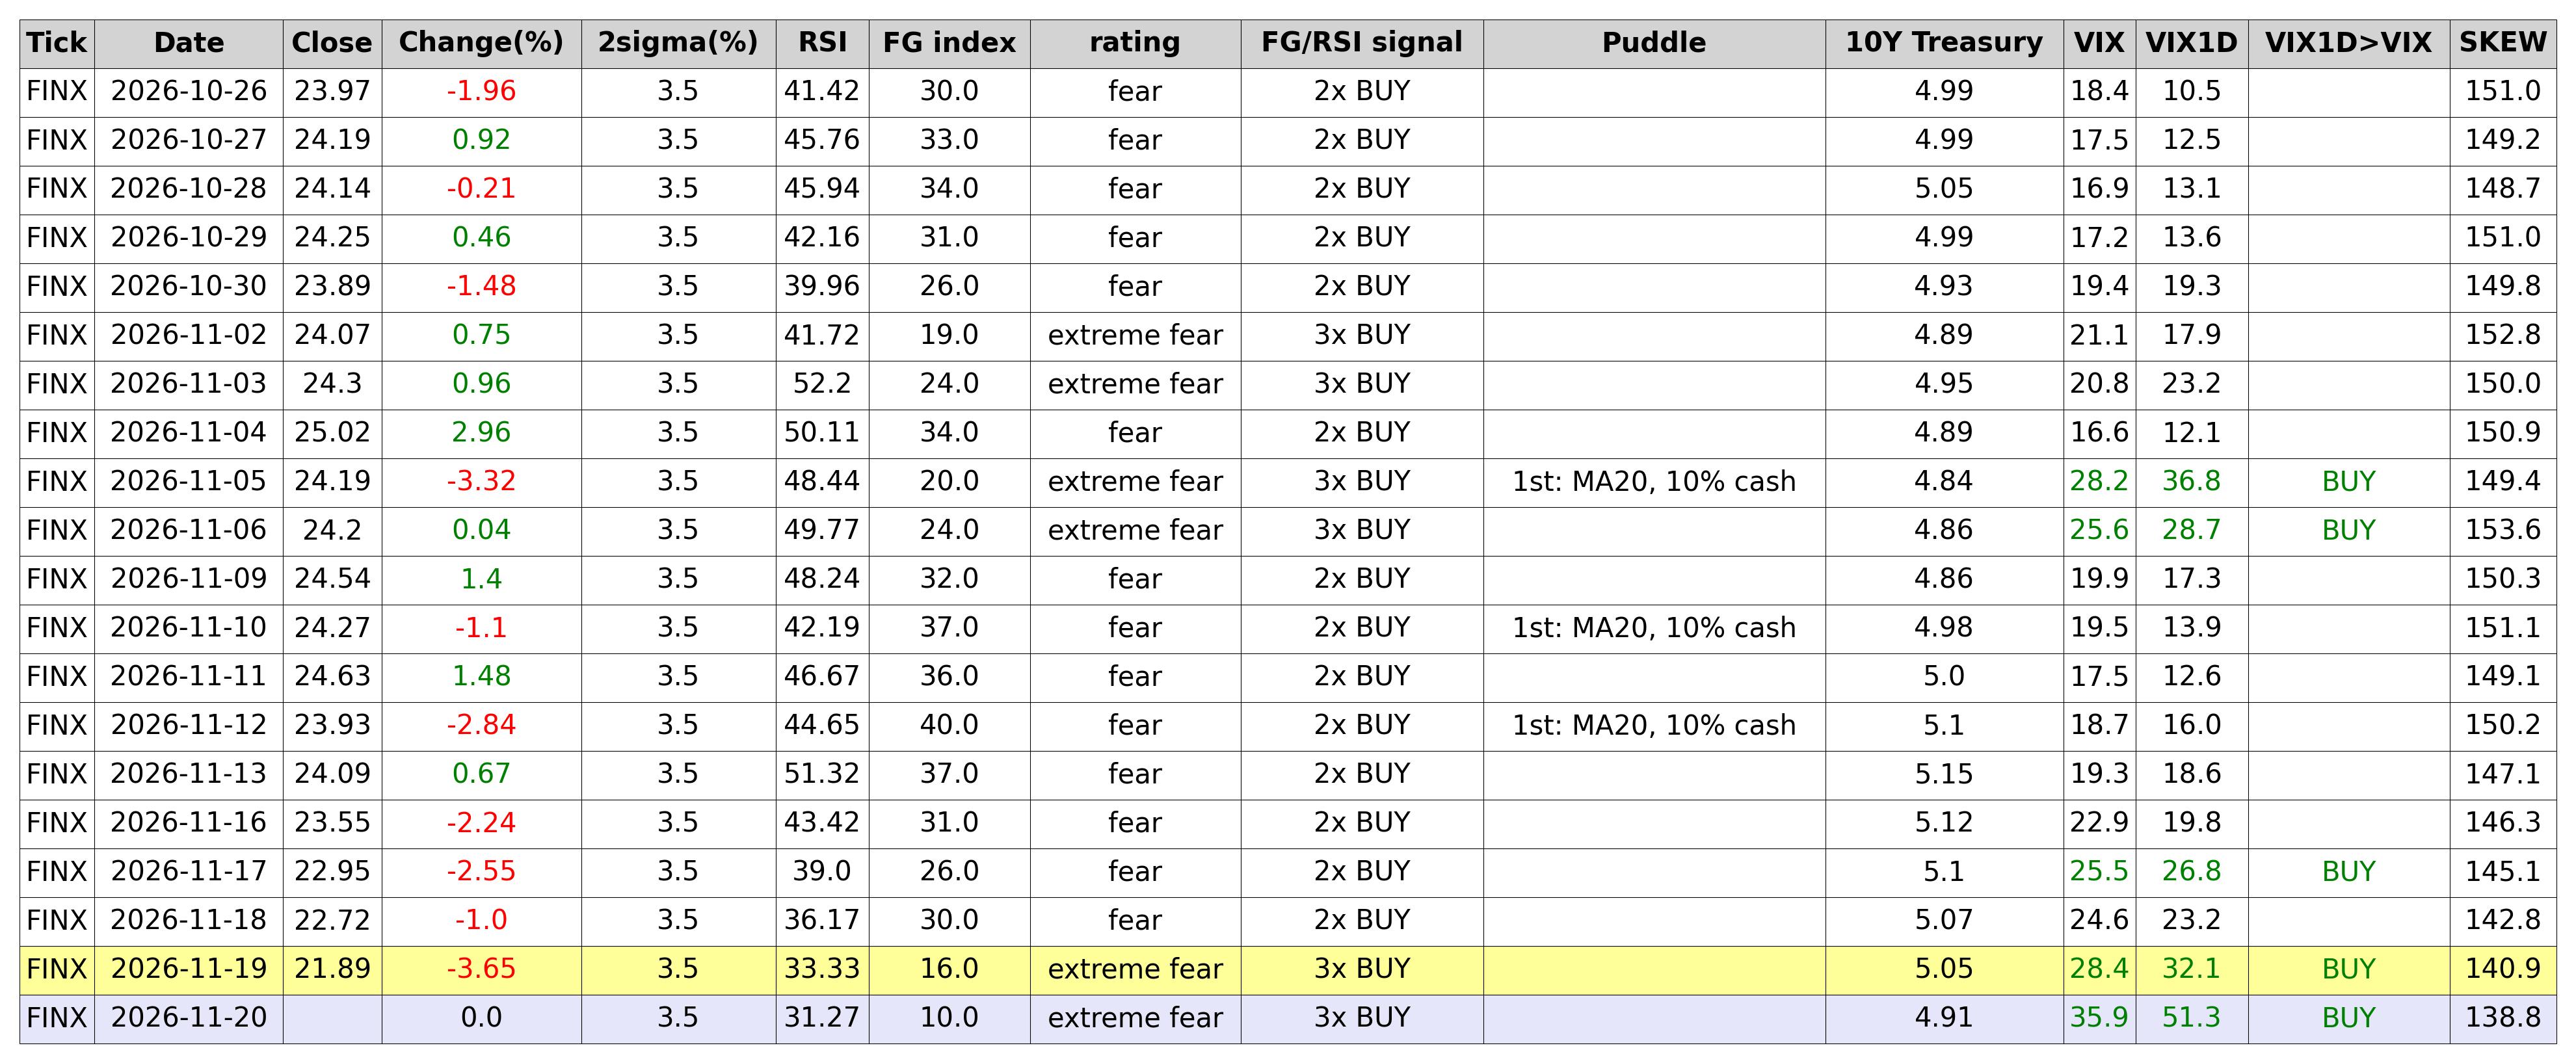 Tick Date Close Change(%) 2sigma(%) RSI FG index rating FG/RSI signal Puddle 10Y Treasury VIX VIX1D VIX1D>VIX SKEW
FINX 2026-10-26 23.97 -1.96 3.5 41.42 30.0 fear 2x BUY 4.99 18.4 10.5 151.0
FINX 2026-10-27 24.19 0.92 3.5 45.76 33.0 fear 2x BUY 4.99 17.5 12.5 149.2
FINX 2026-10-28 24.14 -0.21 3.5 45.94 34.0 fear 2x BUY 5.05 16.9 13.1 148.7
FINX 2026-10-29 24.25 0.46 3.5 42.16 31.0 fear 2x BUY 4.99 17.2 13.6 151.0
FINX 2026-10-30 23.89 -1.48 3.5 39.96 26.0 fear 2x BUY 4.93 19.4 19.3 149.8
FINX 2026-11-02 24.07 0.75 3.5 41.72 19.0 extreme fear 3x BUY 4.89 21.1 17.9 152.8
FINX 2026-11-03 24.3 0.96 3.5 52.2 24.0 extreme fear 3x BUY 4.95 20.8 23.2 150.0
FINX 2026-11-04 25.02 2.96 3.5 50.11 34.0 fear 2x BUY 4.89 16.6 12.1 150.9
FINX 2026-11-05 24.19 -3.32 3.5 48.44 20.0 extreme fear 3x BUY 1st: MA20, 10% cash 4.84 28.2 36.8 BUY 149.4
FINX 2026-11-06 24.2 0.04 3.5 49.77 24.0 extreme fear 3x BUY 4.86 25.6 28.7 BUY 153.6
FINX 2026-11-09 24.54 1.4 3.5 48.24 32.0 fear 2x BUY 4.86 19.9 17.3 150.3
FINX 2026-11-10 24.27 -1.1 3.5 42.19 37.0 fear 2x BUY 1st: MA20, 10% cash 4.98 19.5 13.9 151.1
FINX 2026-11-11 24.63 1.48 3.5 46.67 36.0 fear 2x BUY 5.0 17.5 12.6 149.1
FINX 2026-11-12 23.93 -2.84 3.5 44.65 40.0 fear 2x BUY 1st: MA20, 10% cash 5.1 18.7 16.0 150.2
FINX 2026-11-13 24.09 0.67 3.5 51.32 37.0 fear 2x BUY 5.15 19.3 18.6 147.1
FINX 2026-11-16 23.55 -2.24 3.5 43.42 31.0 fear 2x BUY 5.12 22.9 19.8 146.3
FINX 2026-11-17 22.95 -2.55 3.5 39.0 26.0 fear 2x BUY 5.1 25.5 26.8 BUY 145.1
FINX 2026-11-18 22.72 -1.0 3.5 36.17 30.0 fear 2x BUY 5.07 24.6 23.2 142.8
FINX 2026-11-19 21.89 -3.65 3.5 33.33 16.0 extreme fear 3x BUY 5.05 28.4 32.1 BUY 140.9
FINX 2026-11-20 0.0 3.5 31.27 10.0 extreme fear 3x BUY 4.91 35.9 51.3 BUY 138.8